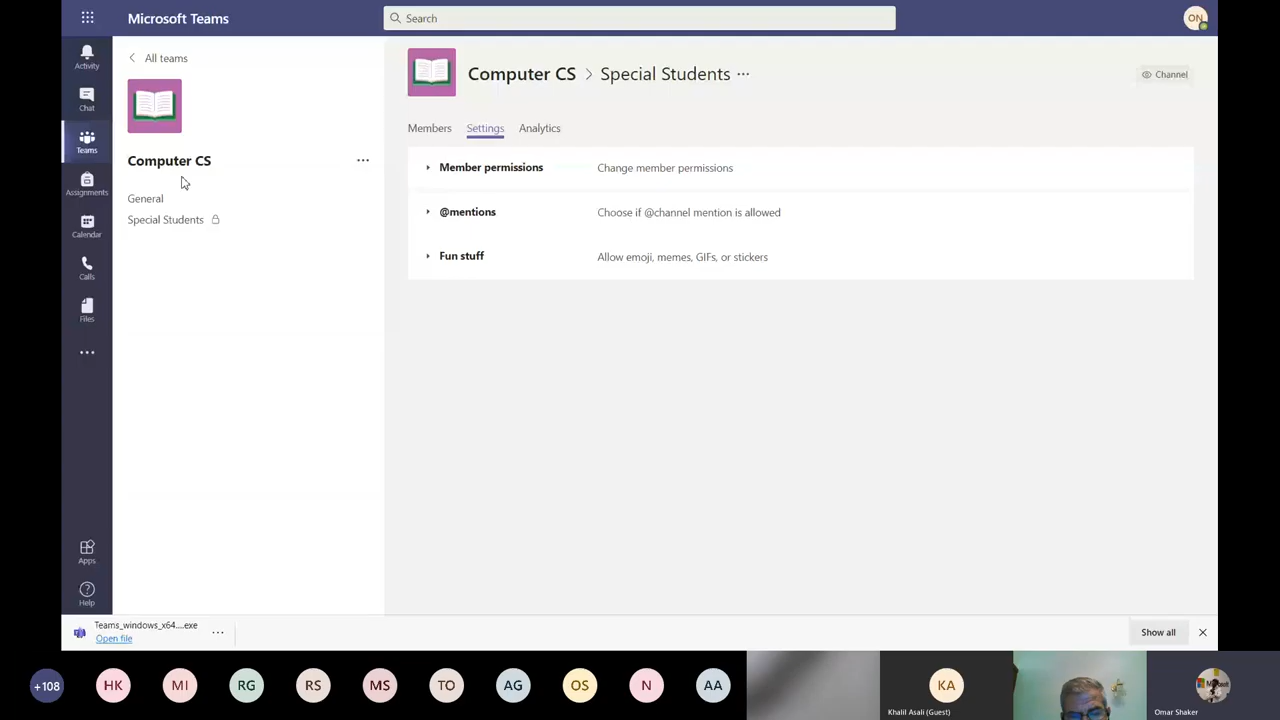 Microsoft Teams
Search
ON
Activity
Chat
Teams
Assignments
Calendar
Calls
Files
Apps
Help
All teams
Computer CS
General
Special Students
Computer CS > Special Students
Channel
Members Settings Analytics
Member permissions Change member permissions
@mentions Choose if @channel mention is allowed
Fun stuff Allow emoji, memes, GIFs, or stickers
Teams_windows_x64....exe
Open file
Show all
+108 HK MI RG RS MS TO AG OS N AA KA
Khalil Asali (Guest)
Omar Shaker